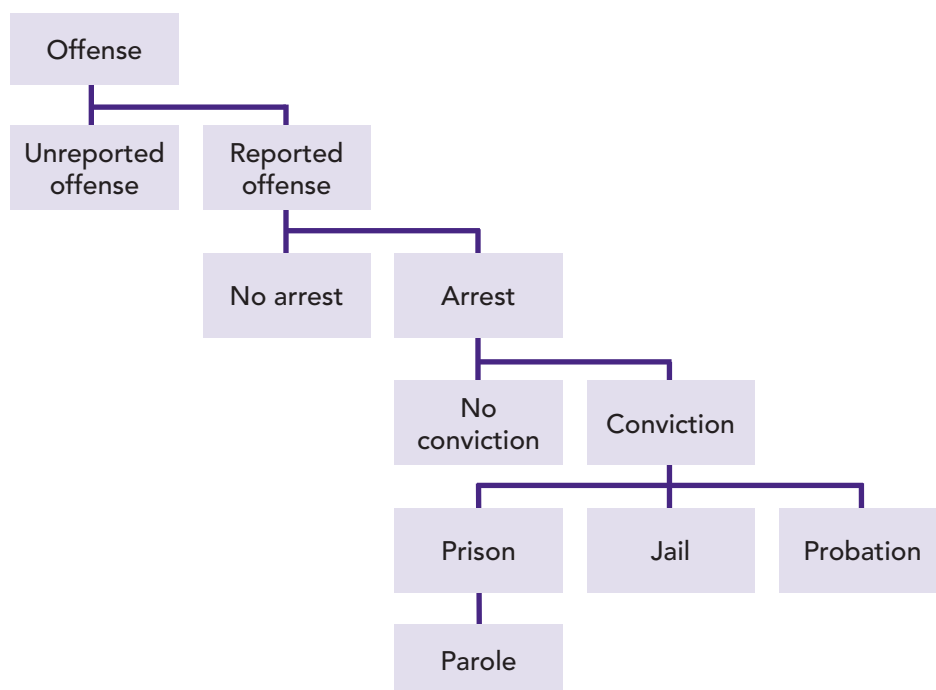 Offense
Unreported
offense
Reported
offense
No arrest
Arrest
No
conviction
Conviction
Prison
Jail
Probation
Parole